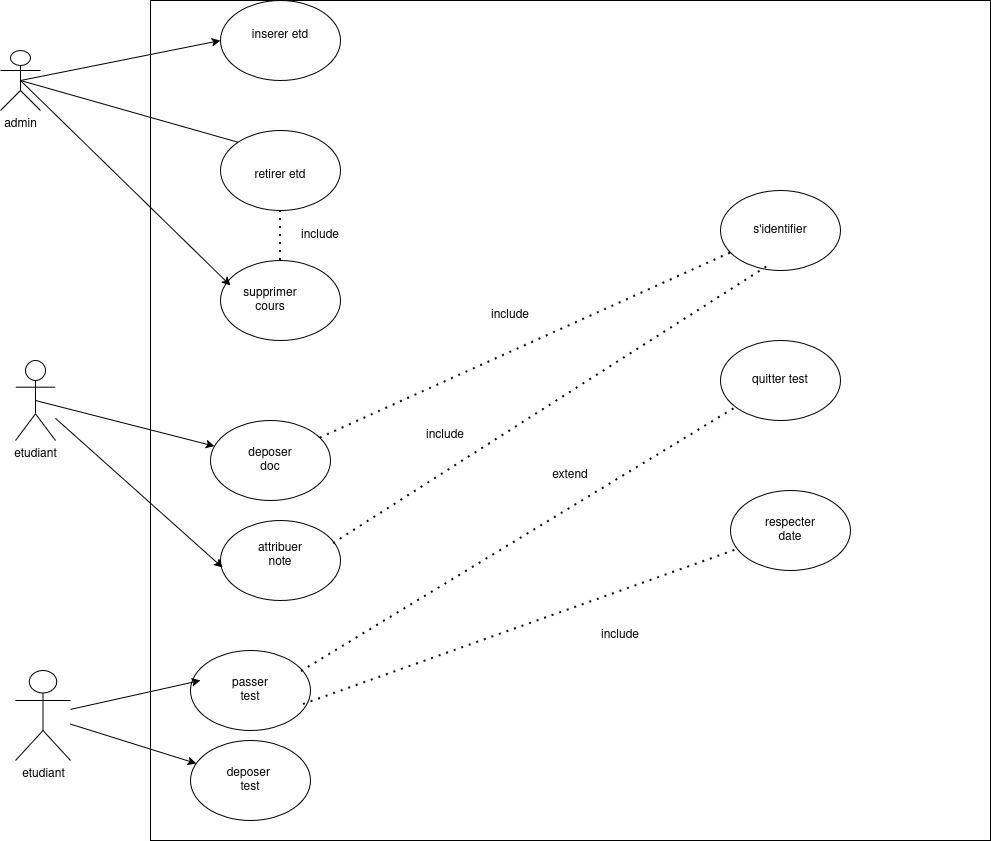 inserer etd
admin
retirer etd
include
supprimer
cours
s'identifier
include
quitter test
etudiant
deposer
doc
include
extend
attribuer
note
respecter
date
include
passer
test
etudiant
deposer
test